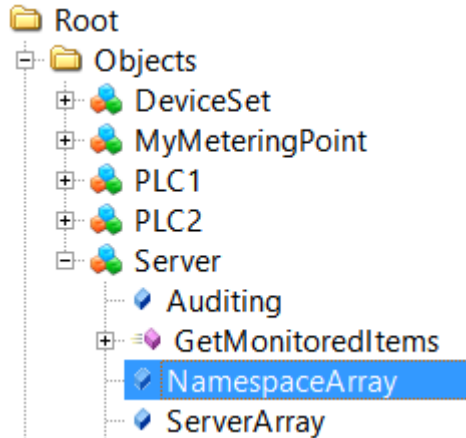 Root
Objects
DeviceSet
MyMeteringPoint
PLC1
PLC2
Server
Auditing
GetMonitoredItems
NamespaceArray
ServerArray